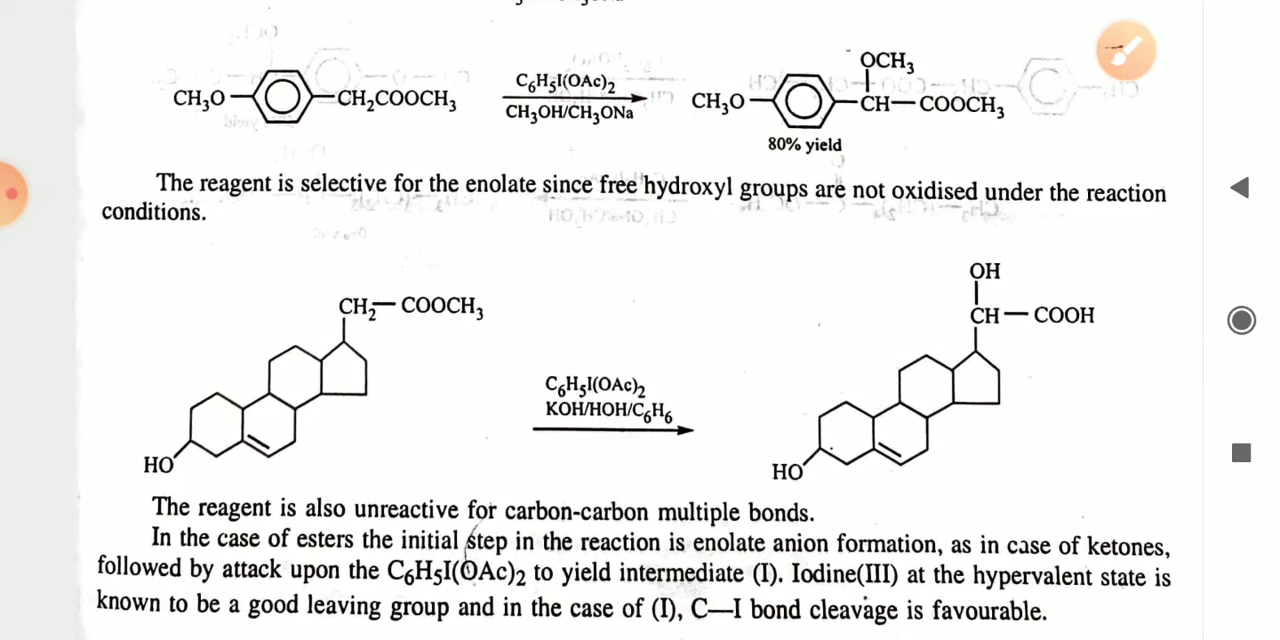 OCH3
CH3O CH2COOCH3 C6H5I(OAc)2 CH3O CH—COOCH3
CH3OH/CH3ONa
80% yield
The reagent is selective for the enolate since free hydroxyl groups are not oxidised under the reaction
conditions.
OH
CH2—COOCH3 CH—COOH
C6H5I(OAc)2
KOH/HOH/C6H6
HO HO
The reagent is also unreactive for carbon-carbon multiple bonds.
In the case of esters the initial step in the reaction is enolate anion formation, as in case of ketones,
followed by attack upon the C6H5I(OAc)2 to yield intermediate (I). Iodine(III) at the hypervalent state is
known to be a good leaving group and in the case of (I), C—I bond cleavage is favourable.